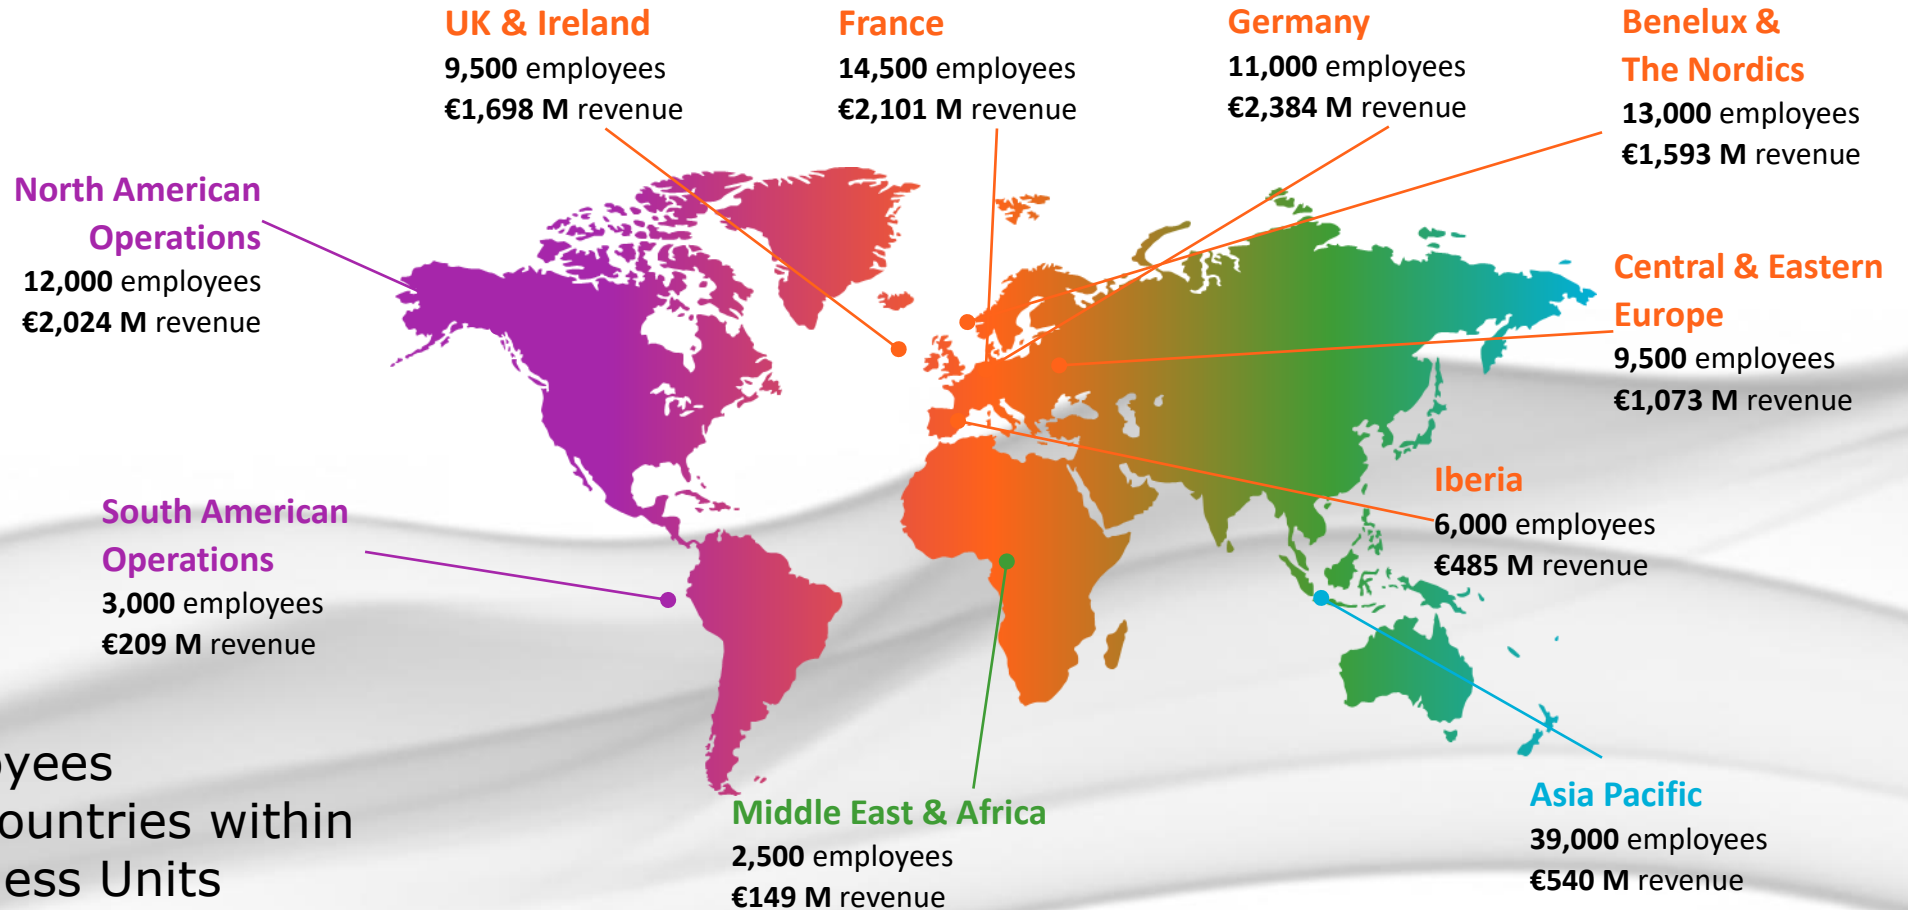 UK & Ireland
9,500 employees
€1,698 M revenue
France
14,500 employees
€2,101 M revenue
Germany
11,000 employees
€2,384 M revenue
Benelux &
The Nordics
13,000 employees
€1,593 M revenue
North American
Operations
12,000 employees
€2,024 M revenue
Central & Eastern
Europe
9,500 employees
€1,073 M revenue
Iberia
6,000 employees
€485 M revenue
South American
Operations
3,000 employees
€209 M revenue
Middle East & Africa
2,500 employees
€149 M revenue
Asia Pacific
39,000 employees
€540 M revenue
oyees
ountries within
ess Units